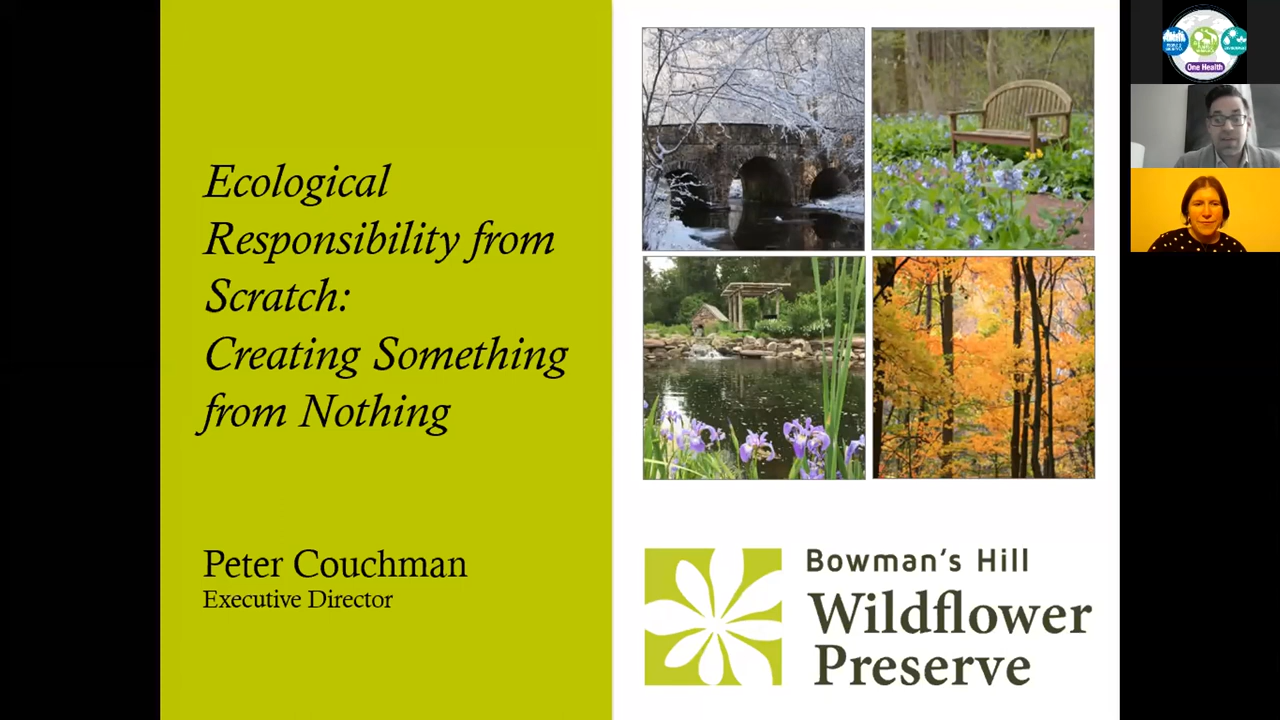 Ecological
Responsibility from
Scratch:
Creating Something
from Nothing
Peter Couchman
Executive Director
Bowman's Hill
Wildflower
Preserve
One Health